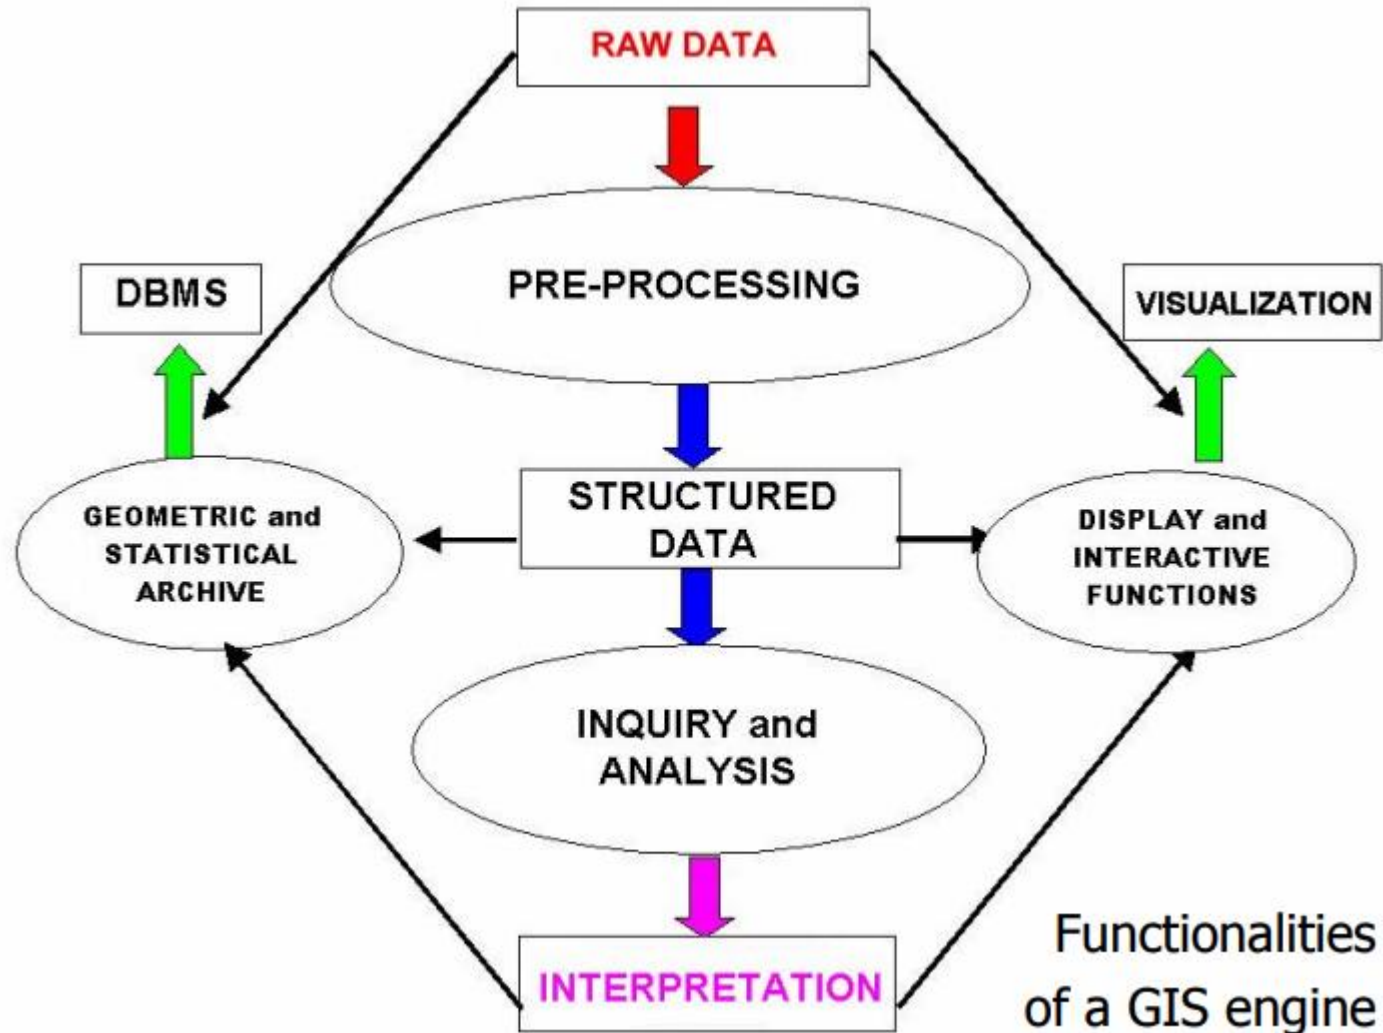 RAW DATA
PRE-PROCESSING
DBMS
VISUALIZATION
STRUCTURED
DATA
GEOMETRIC and
STATISTICAL
ARCHIVE
DISPLAY and
INTERACTIVE
FUNCTIONS
INQUIRY and
ANALYSIS
INTERPRETATION
Functionalities
of a GIS engine